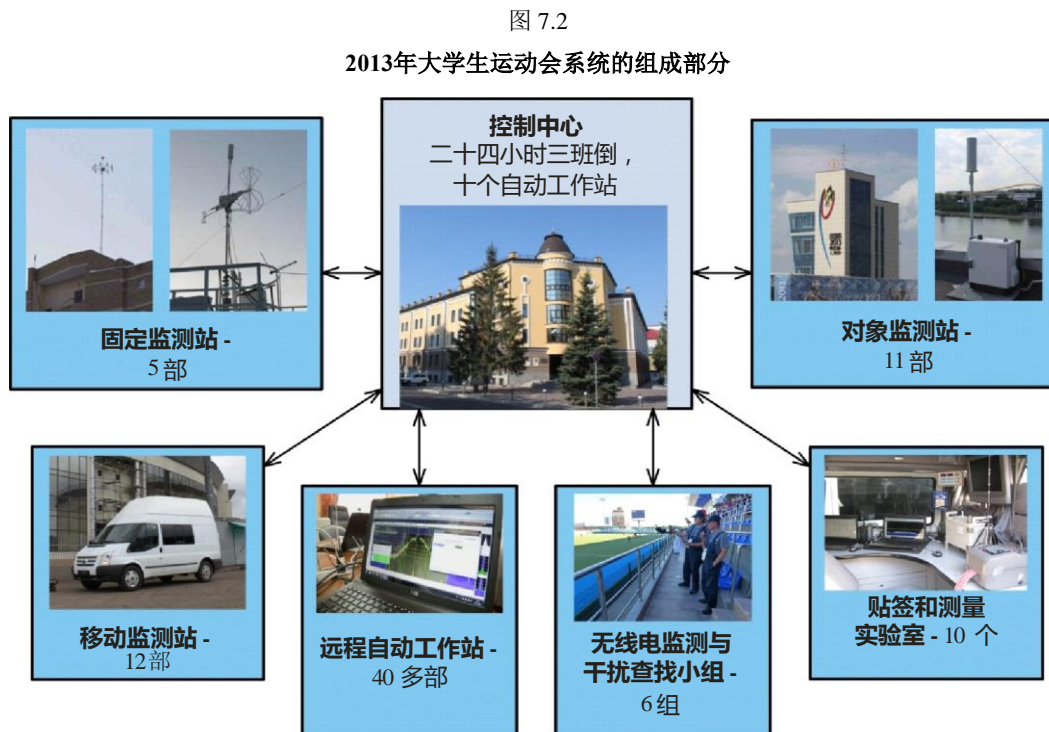 图 7.2
2013年大学生运动会系统的组成部分
控制中心
二十四小时三班倒，
十个自动工作站
固定监测站 -
5 部
对象监测站 -
11 部
移动监测站 -
12部
远程自动工作站 -
40 多部
无线电监测与
干扰查找小组 -
6 组
贴签和测量
实验室 - 10 个